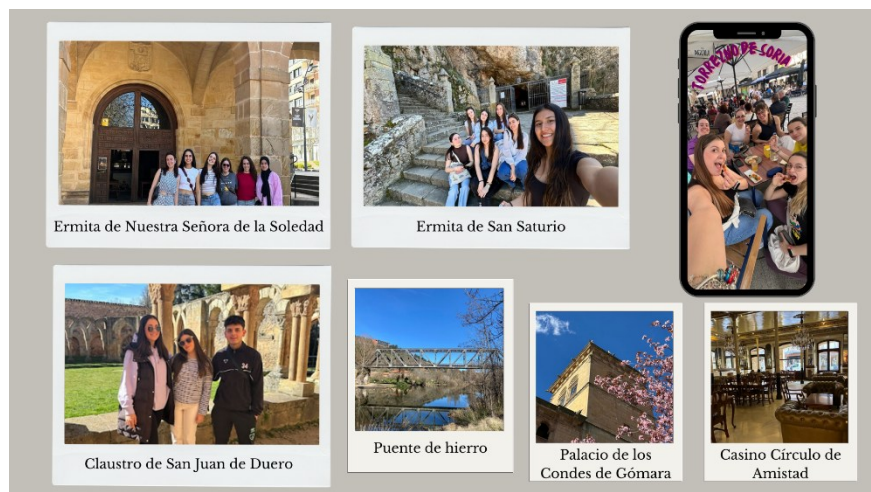 Ermita de Nuestra Señora de la Soledad
Ermita de San Saturio
TORREZNO DE SORIA
Claustro de San Juan de Duero
Puente de hierro
Palacio de los
Condes de Gómara
Casino Círculo de
Amistad